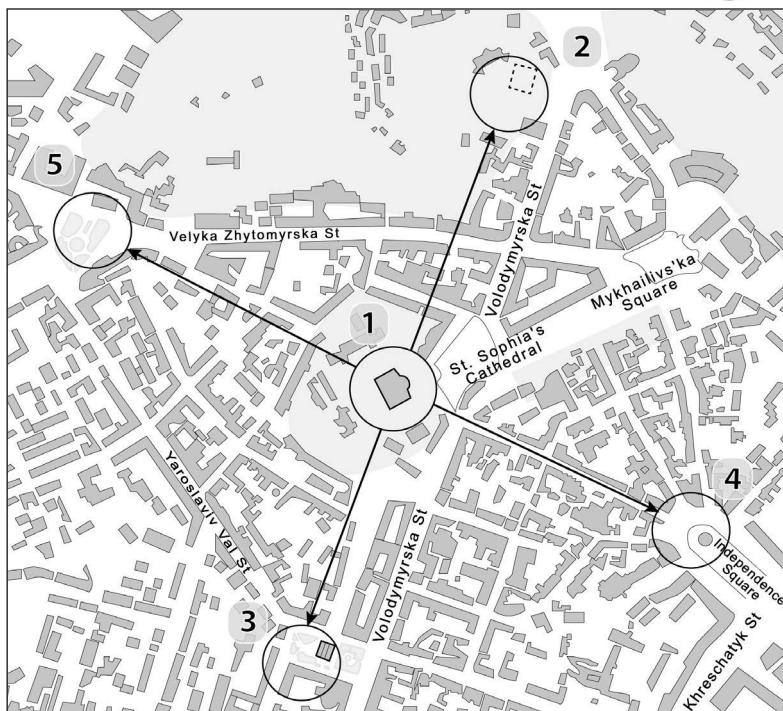 2
5
Velyka Zhytomyrska St
Volodymyrska St
Mykhailivs'ka
Square
1
St. Sophia's
Cathedral
Yaroslaviv Val St
4
Volodymyrska St
Independence
Square
3
Khreschatyk St